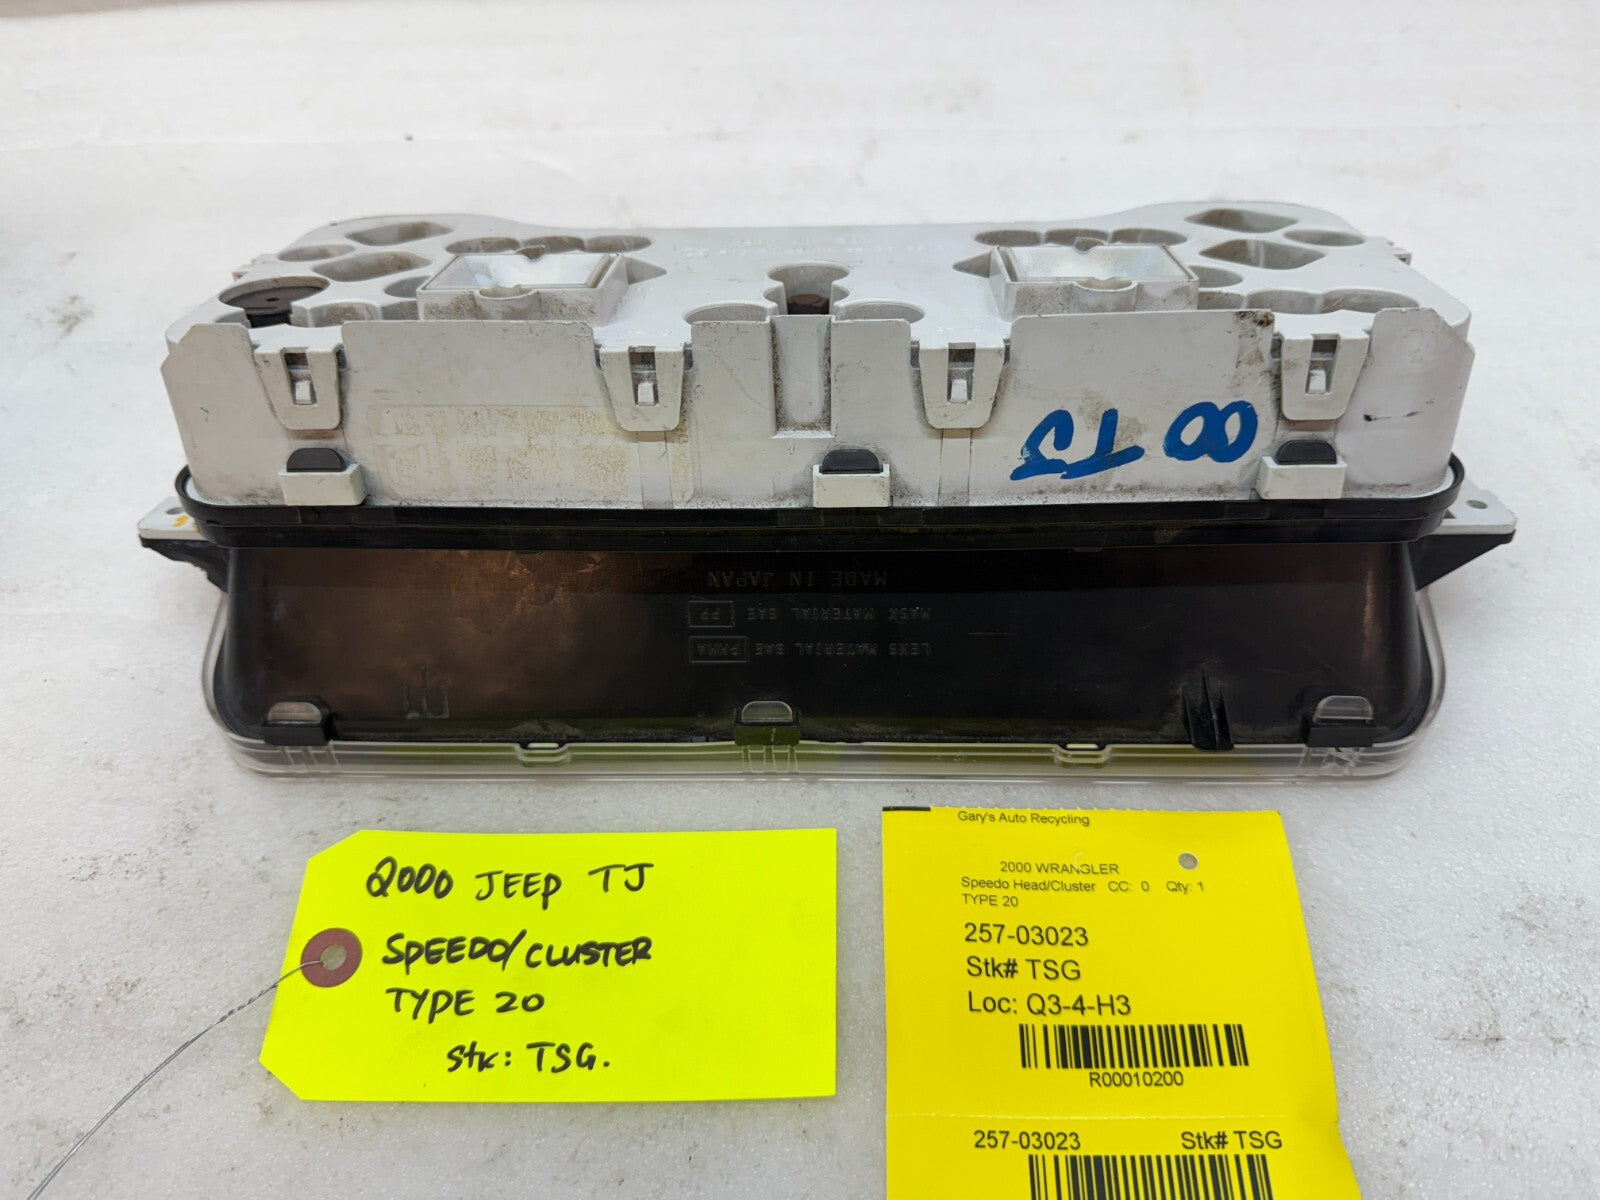 00 TJ
MADE IN JAPAN
MASK MATERIAL SAE PP
LENS MATERIAL SAE PMMA
2000 JEEP TJ
SPEEDO/CLUSTER
TYPE 20
Stk: TSG.
Gary's Auto Recycling
2000 WRANGLER
Speedo Head/Cluster CC: 0 Qty: 1
TYPE 20
257-03023
Stk# TSG
Loc: Q3-4-H3
R00010200
257-03023 Stk# TSG